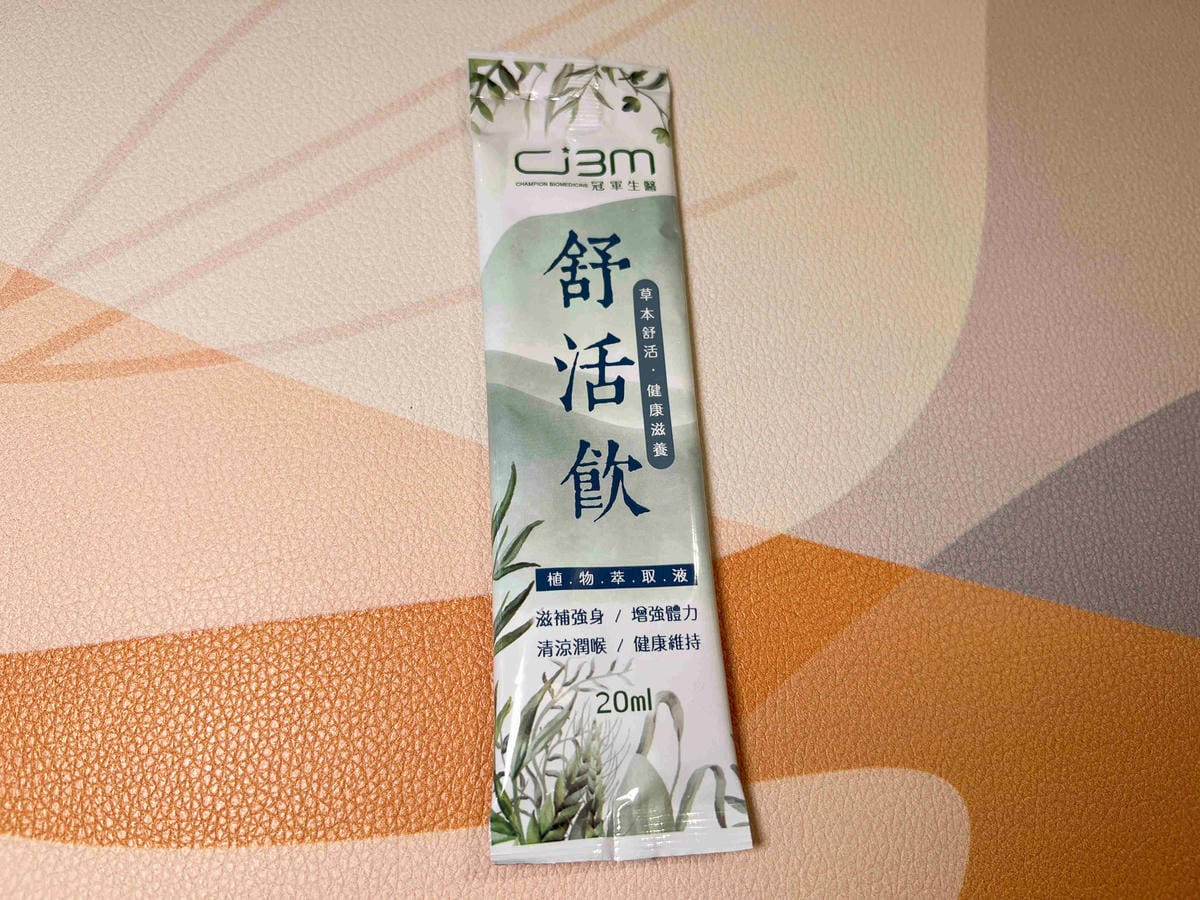 CBM
CHAMPION BIOMEDICINE 冠軍生醫
舒活飲
草本舒活．健康滋養
植．物．萃．取．液
滋補強身 / 增強體力
清涼潤喉 / 健康維持
20ml